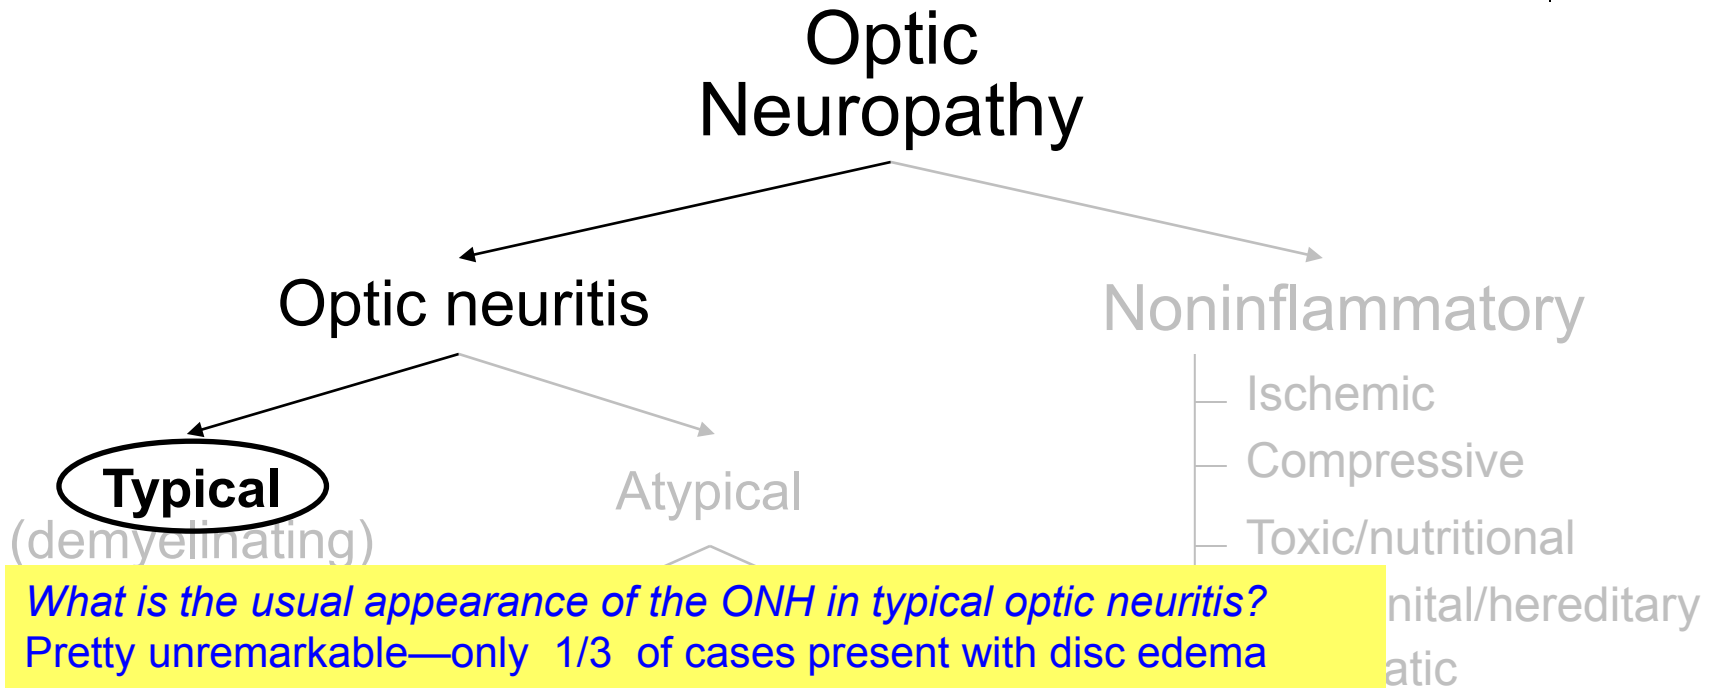 Optic
Neuropathy
Optic neuritis
Noninflammatory
Typical
(demyelinating)
Atypical
Ischemic
Compressive
Toxic/nutritional
nital/hereditary
atic
What is the usual appearance of the ONH in typical optic neuritis?
Pretty unremarkable—only 1/3 of cases present with disc edema